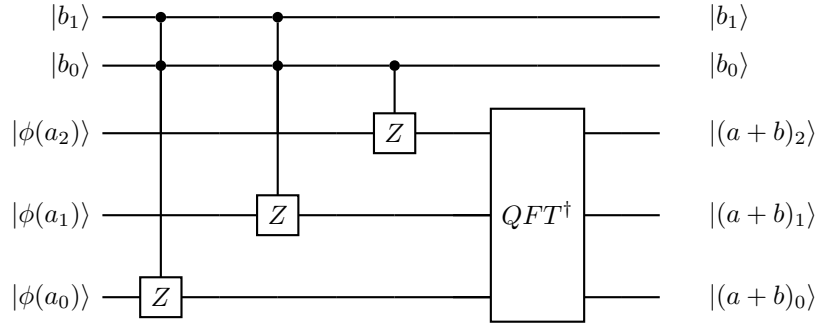 |b₁⟩ |b₁⟩
|b₀⟩ |b₀⟩
|ϕ(a₂)⟩ Z |(a + b)₂⟩
|ϕ(a₁)⟩ Z QFT† |(a + b)₁⟩
|ϕ(a₀)⟩ Z |(a + b)₀⟩